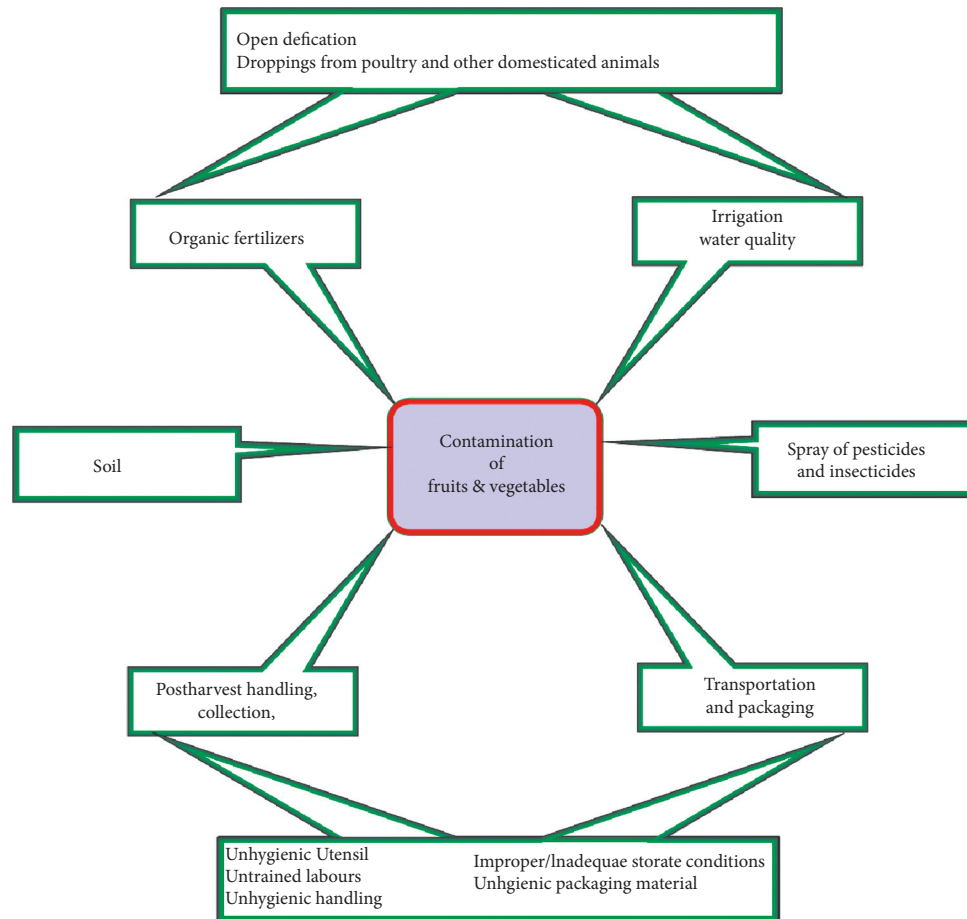 Open defication
Droppings from poultry and other domesticated animals
Organic fertilizers
Irrigation
water quality
Contamination
of
fruits & vegetables
Soil
Spray of pesticides
and insecticides
Postharvest handling,
collection,
Transportation
and packaging
Unhygienic Utensil
Untrained labours
Unhygienic handling
Improper/Inadequae storate conditions
Unhgienic packaging material